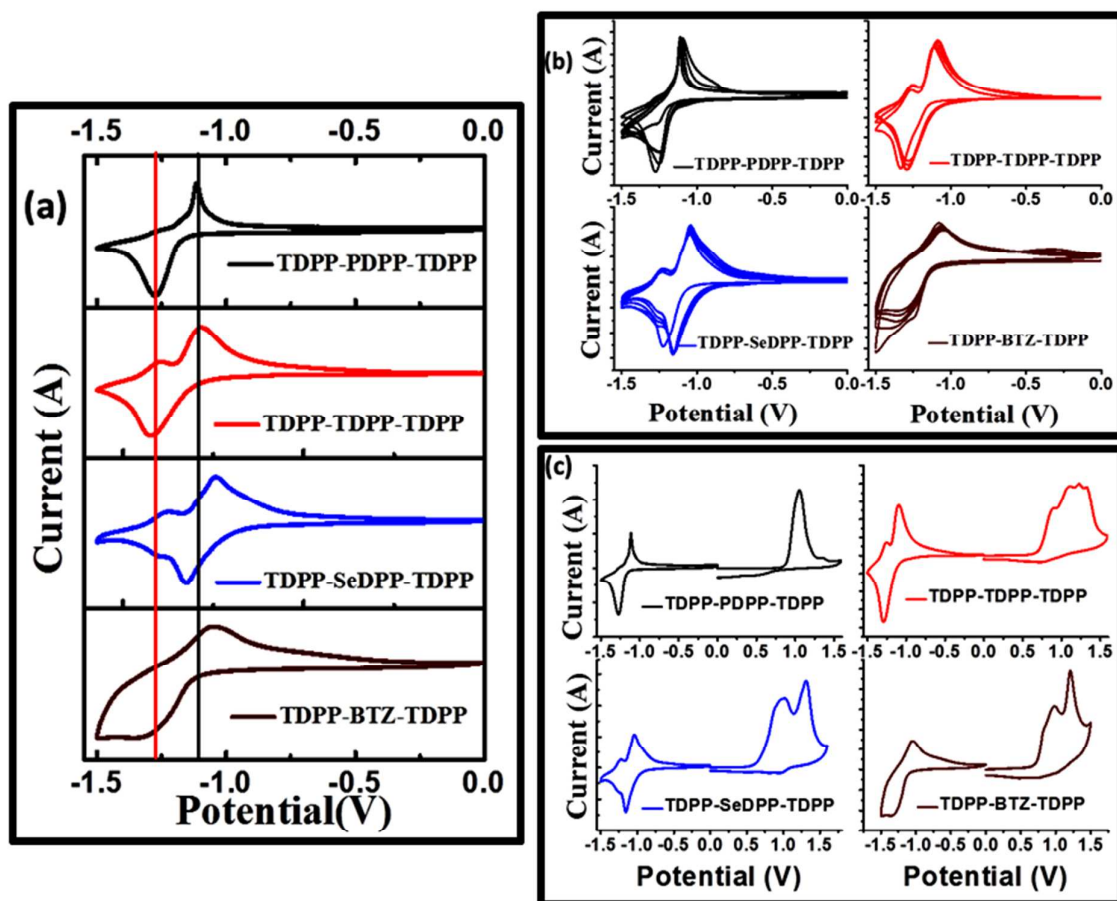 (a)
-1.5 -1.0 -0.5 0.0
TDPP-PDPP-TDPP
TDPP-TDPP-TDPP
TDPP-SeDPP-TDPP
TDPP-BTZ-TDPP
Current (A)
-1.5 -1.0 -0.5 0.0
Potential(V)
(b)
Current (A)
TDPP-PDPP-TDPP
-1.5 -1.0 -0.5 0.0
TDPP-TDPP-TDPP
-1.5 -1.0 -0.5 0.0
Current (A)
TDPP-SeDPP-TDPP
-1.5 -1.0 -0.5 0.0
Potential (V)
TDPP-BTZ-TDPP
-1.5 -1.0 -0.5 0.0
Potential (V)
(c)
Current (A)
TDPP-PDPP-TDPP
-1.5 -1.0 -0.5 0.0 0.5 1.0 1.5
TDPP-TDPP-TDPP
-1.5 -1.0 -0.5 0.0 0.5 1.0 1.5
Current (A)
TDPP-SeDPP-TDPP
-1.5 -1.0 -0.5 0.0 0.5 1.0 1.5
Potential (V)
TDPP-BTZ-TDPP
-1.5 -1.0 -0.5 0.0 0.5 1.0 1.5
Potential (V)